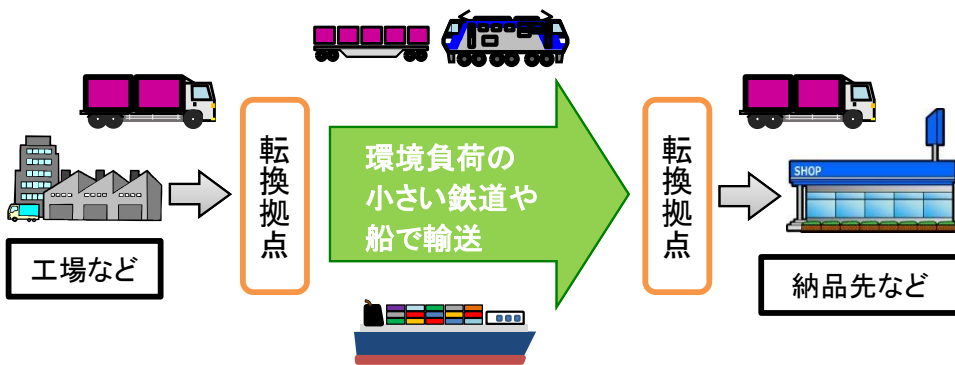 工場など
転換拠点
環境負荷の
小さい鉄道や
船で輸送
転換拠点
SHOP
納品先など